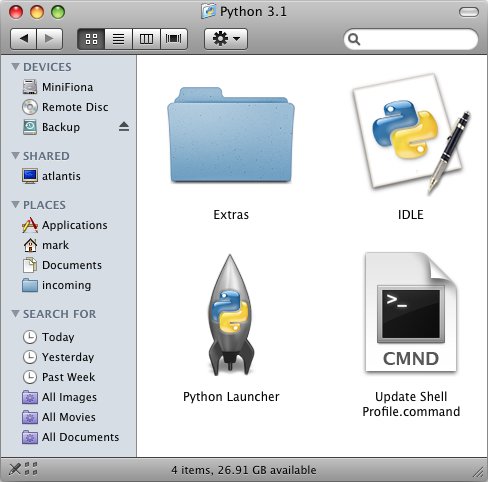 Python 3.1
DEVICES
MiniFiona
Remote Disc
Backup
SHARED
atlantis
PLACES
Applications
mark
Documents
incoming
SEARCH FOR
Today
Yesterday
Past Week
All Images
All Movies
All Documents
Extras
IDLE
Python Launcher
>_
CMND
Update Shell
Profile.command
4 items, 26.91 GB available